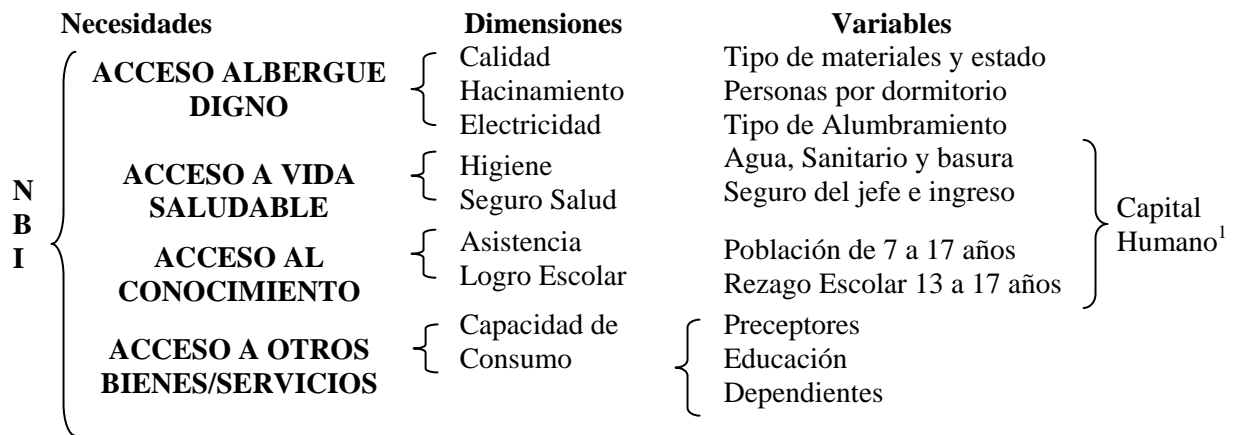 Necesidades Dimensiones Variables
ACCESO ALBERGUE DIGNO
Calidad
Hacinamiento
Electricidad
Tipo de materiales y estado
Personas por dormitorio
Tipo de Alumbramiento
N
B
I
ACCESO A VIDA
SALUDABLE
Higiene
Seguro Salud
Agua, Sanitario y basura
Seguro del jefe e ingreso
ACCESO AL
CONOCIMIENTO
Asistencia
Logro Escolar
Población de 7 a 17 años
Rezago Escolar 13 a 17 años
Capital
Humano1
ACCESO A OTROS
BIENES/SERVICIOS
Capacidad de
Consumo
Preceptores
Educación
Dependientes